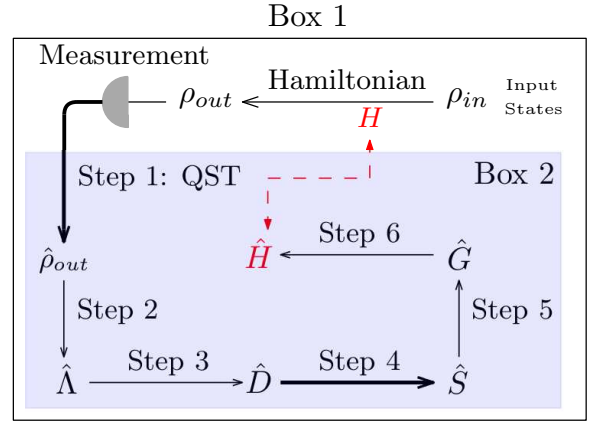 Box 1
Measurement
ρ_out
Hamiltonian
H
ρ_in
Input
States
Step 1: QST
Box 2
ρ̂_out
Ĥ
Step 6
Ĝ
Step 2
Step 5
Λ̂
Step 3
D̂
Step 4
Ŝ